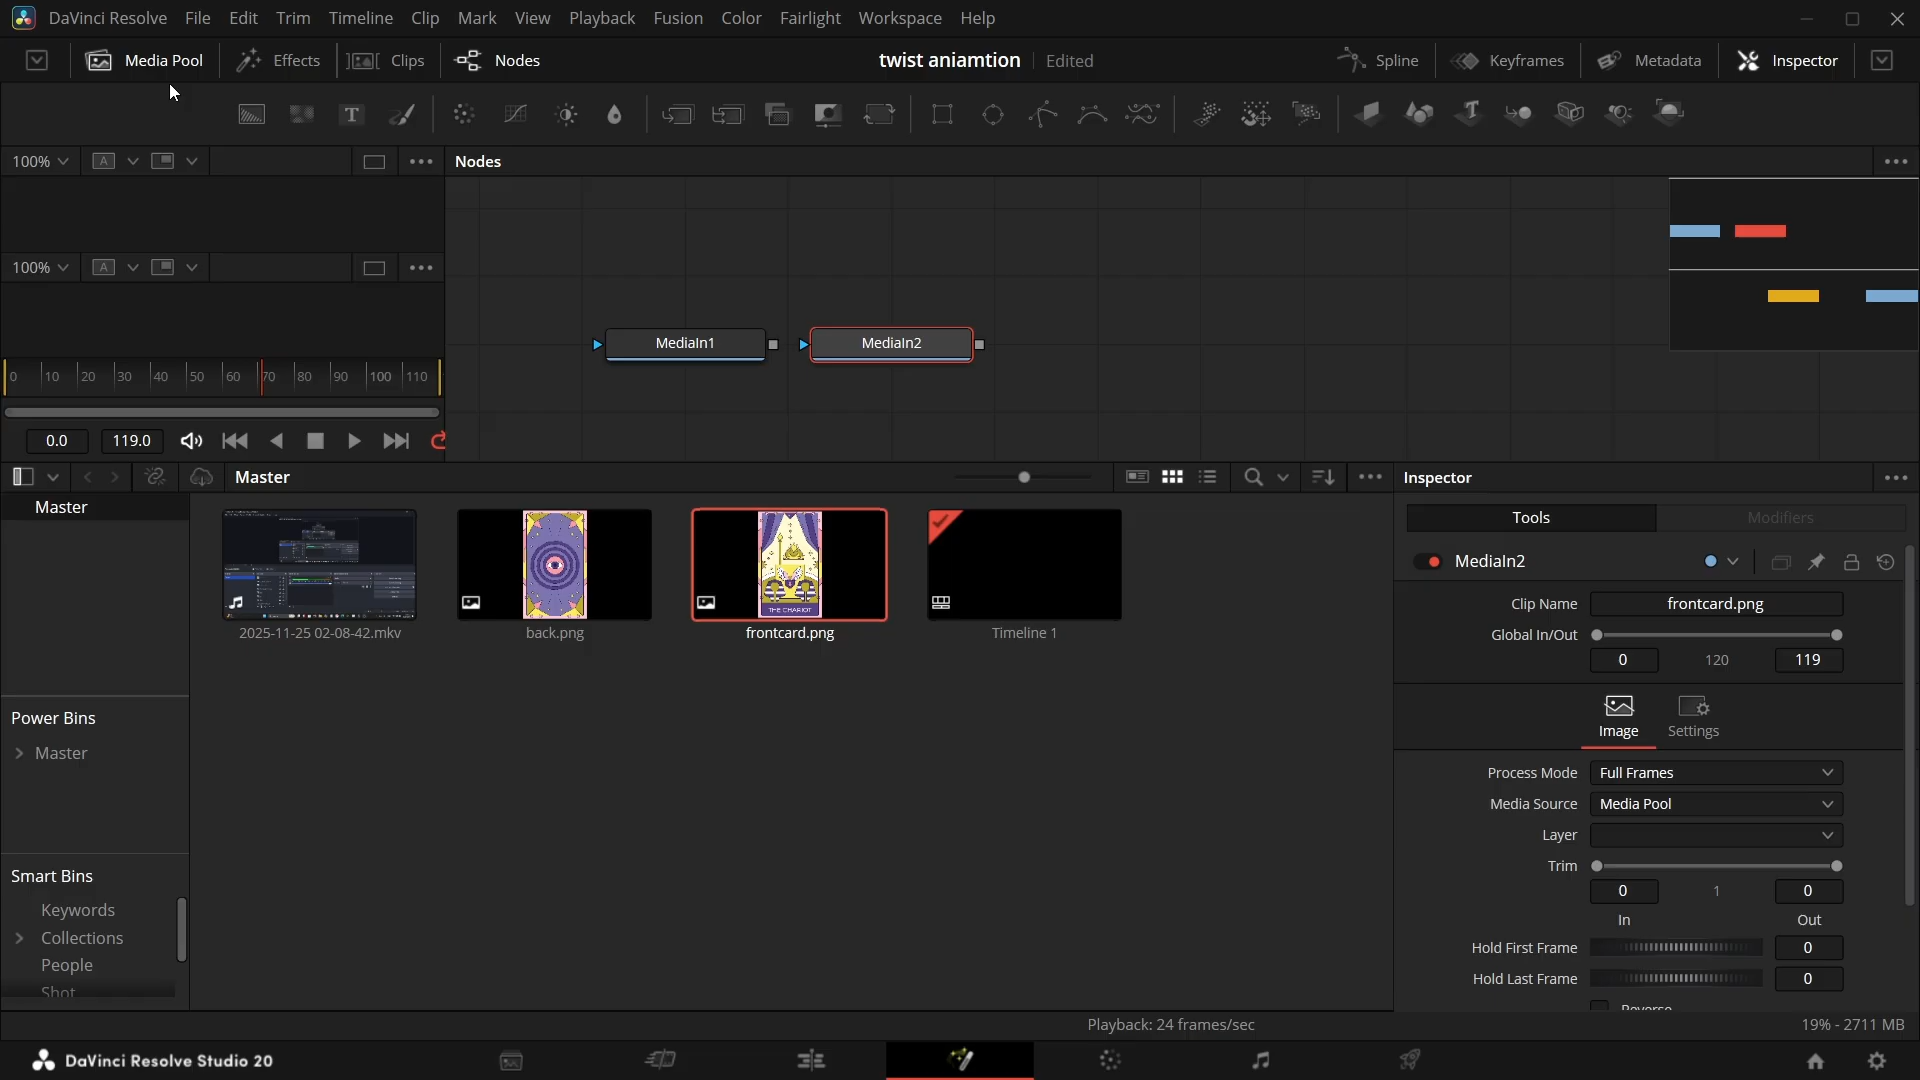 DaVinci Resolve File Edit Trim Timeline Clip Mark View Playback Fusion Color Fairlight Workspace Help
Media Pool Effects Clips Nodes twist aniamtion Edited Spline Keyframes Metadata Inspector
100% A Nodes
100% A
MediaIn1 MediaIn2
0 10 20 30 40 50 60 70 80 90 100 110
0.0 119.0
Master Inspector
Master
Tools Modifiers
MediaIn2
Clip Name frontcard.png
THE CHARIOT
2025-11-25 02-08-42.mkv back.png frontcard.png Timeline 1
Global In/Out
0 120 119
Power Bins
Master
Image Settings
Process Mode Full Frames
Media Source Media Pool
Layer
Trim
0 1 0
In Out
Smart Bins
Keywords
Collections
People
Shot
Hold First Frame 0
Hold Last Frame 0
Reverse
Playback: 24 frames/sec 19% - 2711 MB
DaVinci Resolve Studio 20